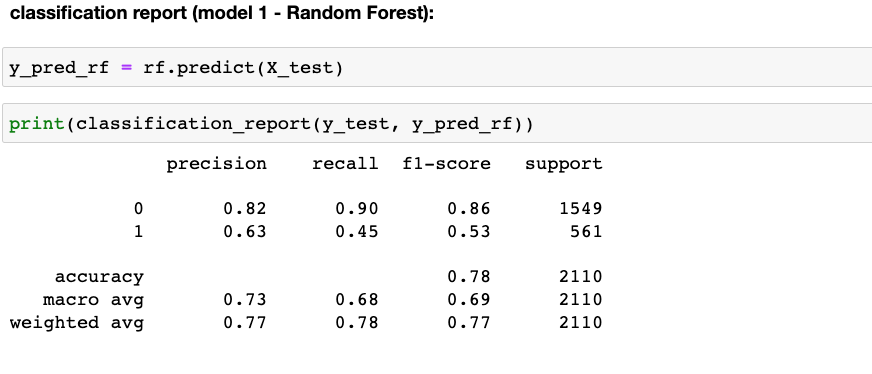 classification report (model 1 - Random Forest):
y_pred_rf = rf.predict(X_test)
print(classification_report(y_test, y_pred_rf))
precision recall f1-score support
0 0.82 0.90 0.86 1549
1 0.63 0.45 0.53 561
accuracy 0.78 2110
macro avg 0.73 0.68 0.69 2110
weighted avg 0.77 0.78 0.77 2110